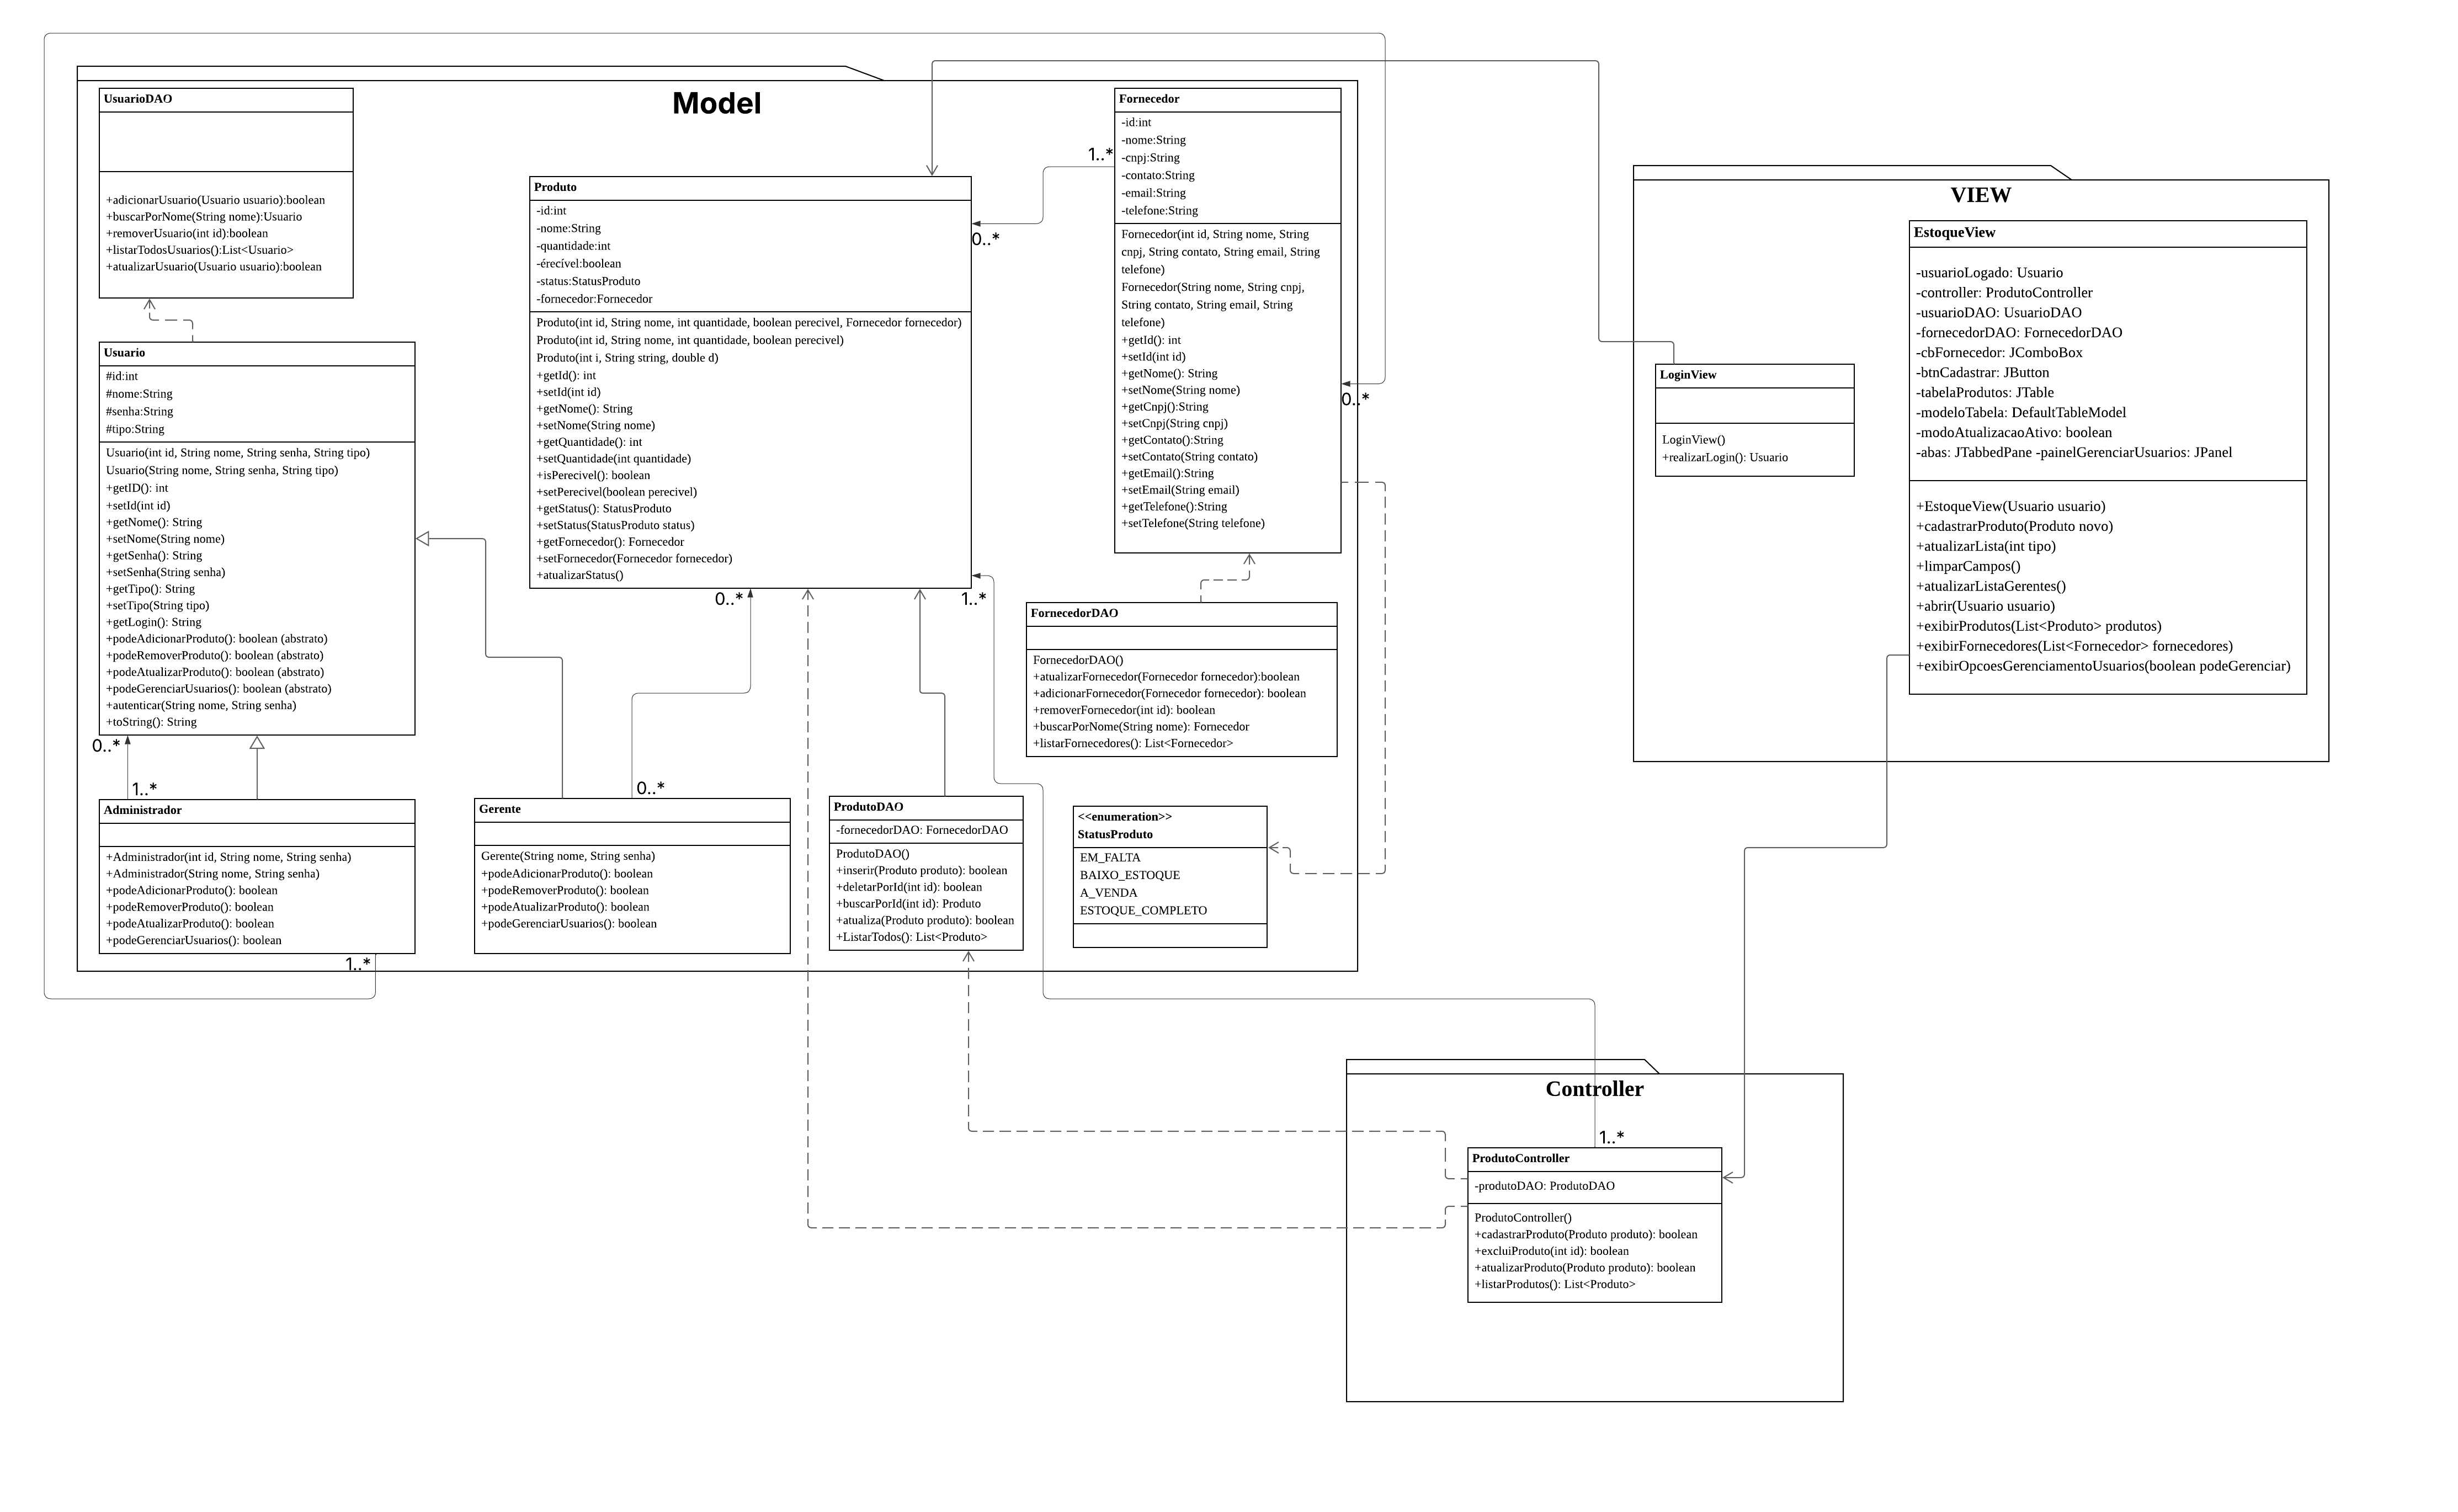 Model
UsuarioDAO
+adicionarUsuario(Usuario usuario):boolean
+buscarPorNome(String nome):Usuario
+removerUsuario(int id):boolean
+listarTodosUsuarios():List<Usuario>
+atualizarUsuario(Usuario usuario):boolean
Usuario
#id:int
#nome:String
#senha:String
#tipo:String
Usuario(int id, String nome, String senha, String tipo)
Usuario(String nome, String senha, String tipo)
+getID(): int
+setId(int id)
+getNome(): String
+setNome(String nome)
+getSenha(): String
+setSenha(String senha)
+getTipo(): String
+setTipo(String tipo)
+getLogin(): String
+podeAdicionarProduto(): boolean (abstrato)
+podeRemoverProduto(): boolean (abstrato)
+podeAtualizarProduto(): boolean (abstrato)
+podeGerenciarUsuarios(): boolean (abstrato)
+autenticar(String nome, String senha)
+toString(): String
0..*
1..*
Administrador
+Administrador(int id, String nome, String senha)
+Administrador(String nome, String senha)
+podeAdicionarProduto(): boolean
+podeRemoverProduto(): boolean
+podeAtualizarProduto(): boolean
+podeGerenciarUsuarios(): boolean
1..*
Produto
-id:int
-nome:String
-quantidade:int
-érecível:boolean
-status:StatusProduto
-fornecedor:Fornecedor
Produto(int id, String nome, int quantidade, boolean perecivel, Fornecedor fornecedor)
Produto(int id, String nome, int quantidade, boolean perecivel)
Produto(int i, String string, double d)
+getId(): int
+setId(int id)
+getNome(): String
+setNome(String nome)
+getQuantidade(): int
+setQuantidade(int quantidade)
+isPerecivel(): boolean
+setPerecivel(boolean perecivel)
+getStatus(): StatusProduto
+setStatus(StatusProduto status)
+getFornecedor(): Fornecedor
+setFornecedor(Fornecedor fornecedor)
+atualizarStatus()
0..*
1..*
0..*
Gerente
Gerente(String nome, String senha)
+podeAdicionarProduto(): boolean
+podeRemoverProduto(): boolean
+podeAtualizarProduto(): boolean
+podeGerenciarUsuarios(): boolean
ProdutoDAO
-fornecedorDAO: FornecedorDAO
ProdutoDAO()
+inserir(Produto produto): boolean
+deletarPorId(int id): boolean
+buscarPorId(int id): Produto
+atualiza(Produto produto): boolean
+ListarTodos(): List<Produto>
1..*
0..*
Fornecedor
-id:int
-nome:String
-cnpj:String
-contato:String
-email:String
-telefone:String
Fornecedor(int id, String nome, String
cnpj, String contato, String email, String
telefone)
Fornecedor(String nome, String cnpj,
String contato, String email, String
telefone)
+getId(): int
+setId(int id)
+getNome(): String
+setNome(String nome)
+getCnpj():String
+setCnpj(String cnpj)
+getContato():String
+setContato(String contato)
+getEmail():String
+setEmail(String email)
+getTelefone():String
+setTelefone(String telefone)
0..*
FornecedorDAO
FornecedorDAO()
+atualizarFornecedor(Fornecedor fornecedor):boolean
+adicionarFornecedor(Fornecedor fornecedor): boolean
+removerFornecedor(int id): boolean
+buscarPorNome(String nome): Fornecedor
+listarFornecedores(): List<Fornecedor>
<<enumeration>>
StatusProduto
EM_FALTA
BAIXO_ESTOQUE
A_VENDA
ESTOQUE_COMPLETO
VIEW
LoginView
LoginView()
+realizarLogin(): Usuario
EstoqueView
-usuarioLogado: Usuario
-controller: ProdutoController
-usuarioDAO: UsuarioDAO
-fornecedorDAO: FornecedorDAO
-cbFornecedor: JComboBox
-btnCadastrar: JButton
-tabelaProdutos: JTable
-modeloTabela: DefaultTableModel
-modoAtualizacaoAtivo: boolean
-abas: JTabbedPane -painelGerenciarUsuarios: JPanel
+EstoqueView(Usuario usuario)
+cadastrarProduto(Produto novo)
+atualizarLista(int tipo)
+limparCampos()
+atualizarListaGerentes()
+abrir(Usuario usuario)
+exibirProdutos(List<Produto> produtos)
+exibirFornecedores(List<Fornecedor> fornecedores)
+exibirOpcoesGerenciamentoUsuarios(boolean podeGerenciar)
Controller
1..*
ProdutoController
-produtoDAO: ProdutoDAO
ProdutoController()
+cadastrarProduto(Produto produto): boolean
+excluiProduto(int id): boolean
+atualizarProduto(Produto produto): boolean
+listarProdutos(): List<Produto>